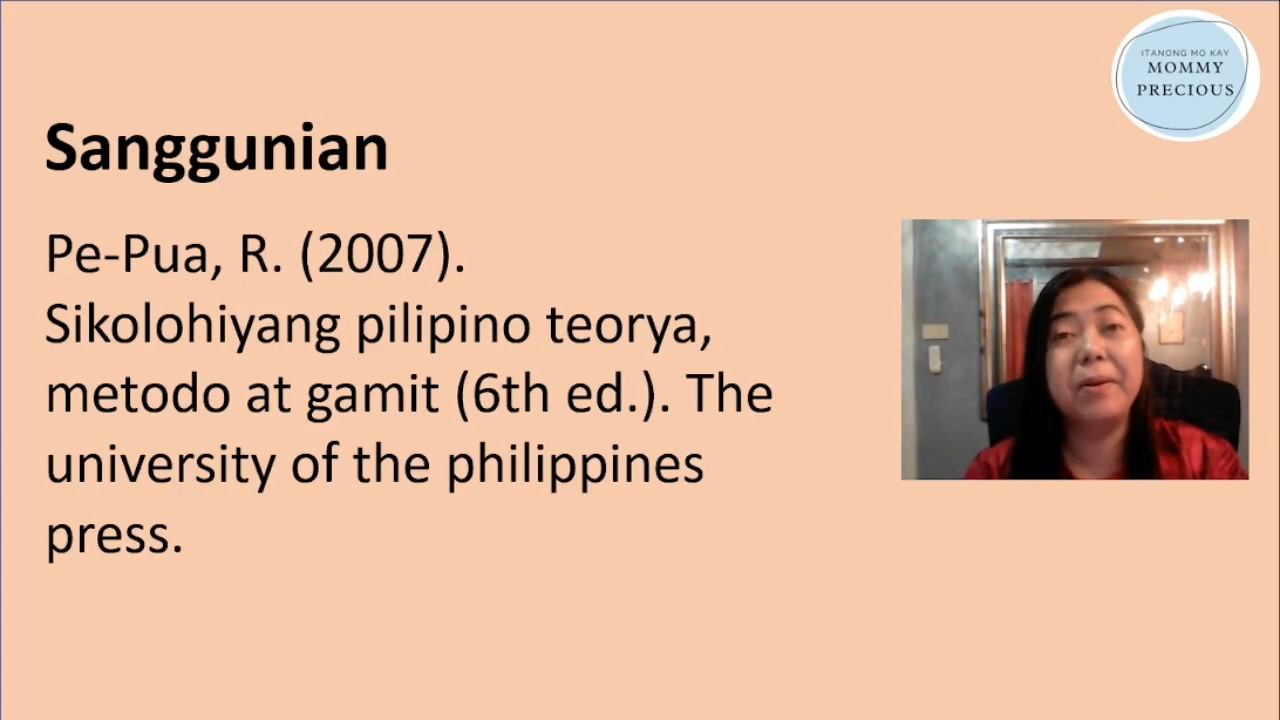 ITANONG MO KAY
MOMMY
PRECIOUS
Sanggunian
Pe-Pua, R. (2007).
Sikolohiyang pilipino teorya,
metodo at gamit (6th ed.). The
university of the philippines
press.